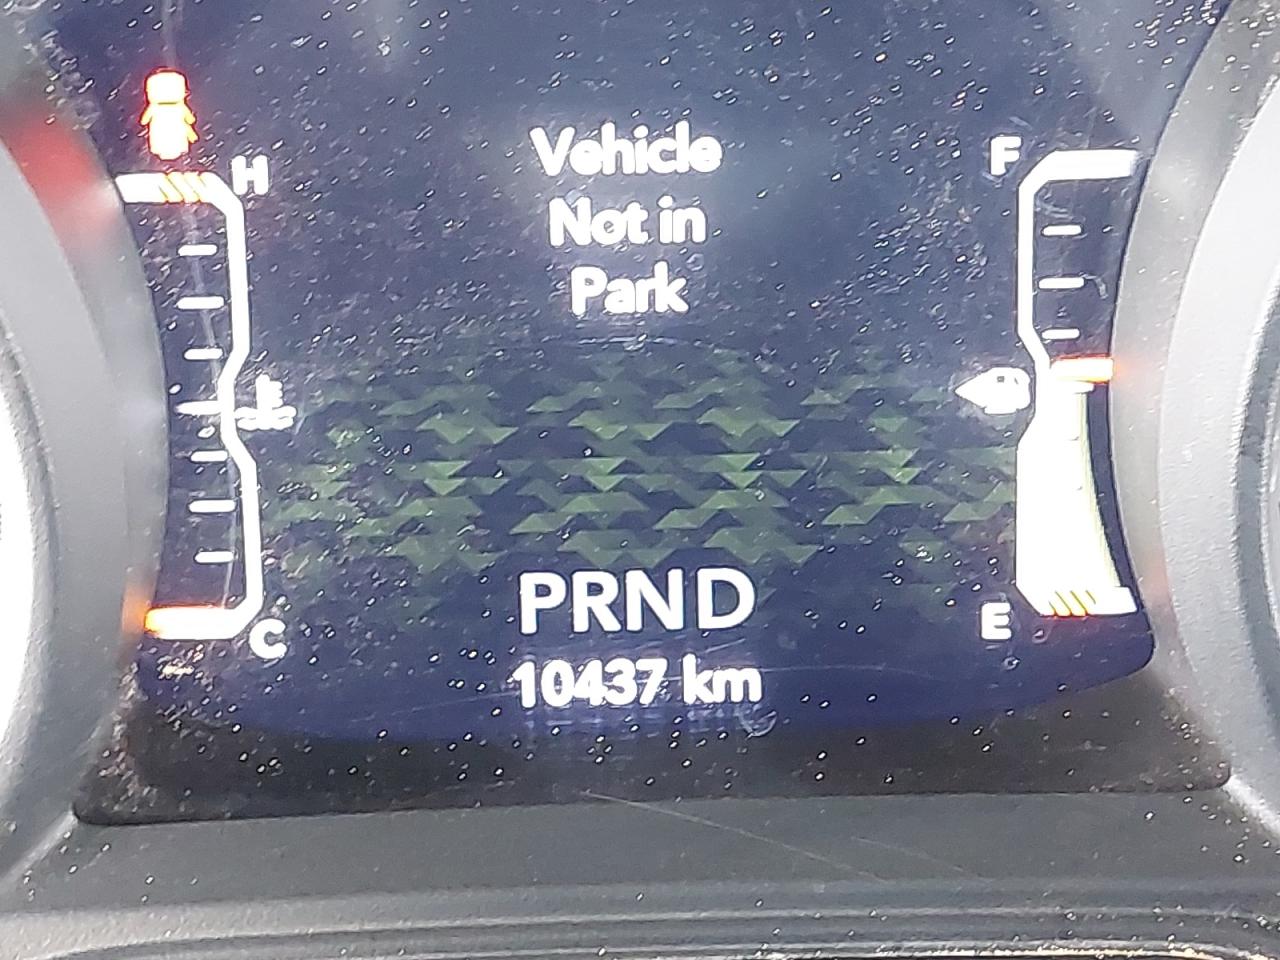 H
F
Vehicle
Not in
Park
PRND
C
E
10437 km